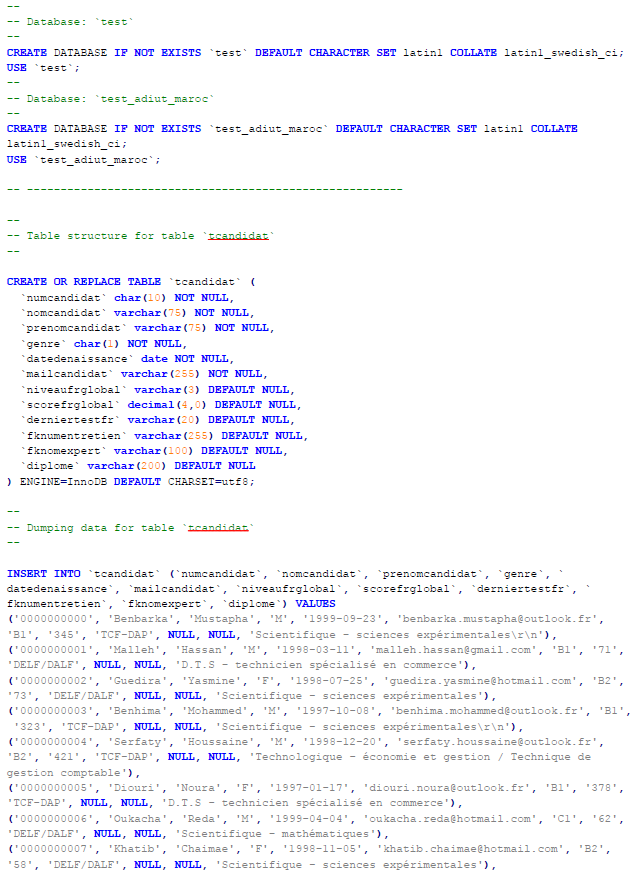 --
-- Database: `test`
--
CREATE DATABASE IF NOT EXISTS `test` DEFAULT CHARACTER SET latin1 COLLATE latin1_swedish_ci;
USE `test`;
--
-- Database: `test_adiut_maroc`
--
CREATE DATABASE IF NOT EXISTS `test_adiut_maroc` DEFAULT CHARACTER SET latin1 COLLATE
latin1_swedish_ci;
USE `test_adiut_maroc`;
-- --------------------------------------------------------
--
-- Table structure for table `tcandidat`
--
CREATE OR REPLACE TABLE `tcandidat` (
  `numcandidat` char(10) NOT NULL,
  `nomcandidat` varchar(75) NOT NULL,
  `prenomcandidat` varchar(75) NOT NULL,
  `genre` char(1) NOT NULL,
  `datedenaissance` date NOT NULL,
  `mailcandidat` varchar(255) NOT NULL,
  `niveaufrglobal` varchar(3) DEFAULT NULL,
  `scorefrglobal` decimal(4,0) DEFAULT NULL,
  `derniertestfr` varchar(20) DEFAULT NULL,
  `fknumentretien` varchar(255) DEFAULT NULL,
  `fknomexpert` varchar(100) DEFAULT NULL,
  `diplome` varchar(200) DEFAULT NULL
) ENGINE=InnoDB DEFAULT CHARSET=utf8;
--
-- Dumping data for table `tcandidat`
--
INSERT INTO `tcandidat` (`numcandidat`, `nomcandidat`, `prenomcandidat`, `genre`, `
datedenaissance`, `mailcandidat`, `niveaufrglobal`, `scorefrglobal`, `derniertestfr`, `
fknumentretien`, `fknomexpert`, `diplome`) VALUES
('0000000000', 'Benbarka', 'Mustapha', 'M', '1999-09-23', 'benbarka.mustapha@outlook.fr',
'B1', '345', 'TCF-DAP', NULL, NULL, 'Scientifique - sciences expérimentales\r\n'),
('0000000001', 'Malleh', 'Hassan', 'M', '1998-03-11', 'malleh.hassan@gmail.com', 'B1', '71',
'DELF/DALF', NULL, NULL, 'D.T.S - technicien spécialisé en commerce'),
('0000000002', 'Guedira', 'Yasmine', 'F', '1998-07-25', 'guedira.yasmine@hotmail.com', 'B2',
'73', 'DELF/DALF', NULL, NULL, 'Scientifique - sciences expérimentales'),
('0000000003', 'Benhima', 'Mohammed', 'M', '1997-10-08', 'benhima.mohammed@outlook.fr', 'B1',
'323', 'TCF-DAP', NULL, NULL, 'Scientifique - sciences expérimentales\r\n'),
('0000000004', 'Serfaty', 'Houssaine', 'M', '1998-12-20', 'serfaty.houssaine@outlook.fr',
'B2', '421', 'TCF-DAP', NULL, NULL, 'Technologique - économie et gestion / Technique de
gestion comptable'),
('0000000005', 'Diouri', 'Noura', 'F', '1997-01-17', 'diouri.noura@outlook.fr', 'B1', '378',
'TCF-DAP', NULL, NULL, 'D.T.S - technicien spécialisé en commerce'),
('0000000006', 'Oukacha', 'Reda', 'M', '1999-04-04', 'oukacha.reda@hotmail.com', 'C1', '62',
'DELF/DALF', NULL, NULL, 'Scientifique - mathématiques'),
('0000000007', 'Khatib', 'Chaimae', 'F', '1998-11-05', 'khatib.chaimae@hotmail.com', 'B2',
'58', 'DELF/DALF', NULL, NULL, 'Scientifique - sciences expérimentales'),